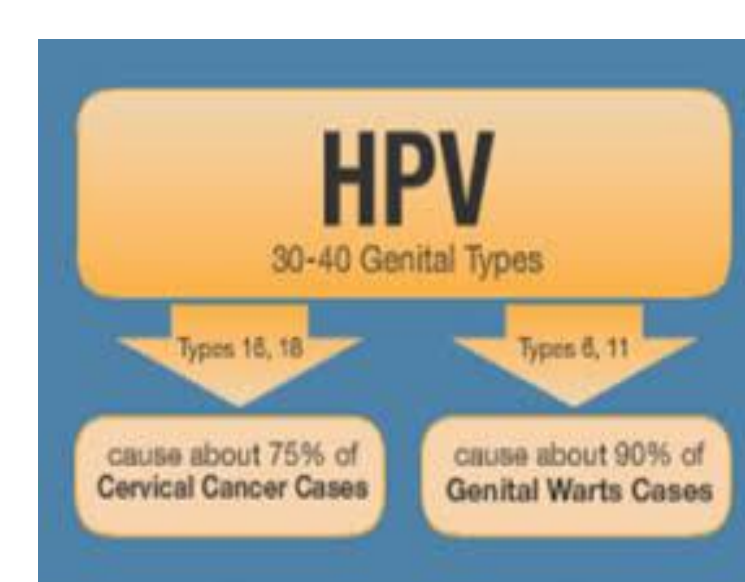 HPV
30-40 Genital Types
Types 16, 18
Types 6, 11
cause about 75% of
Cervical Cancer Cases
cause about 90% of
Genital Warts Cases